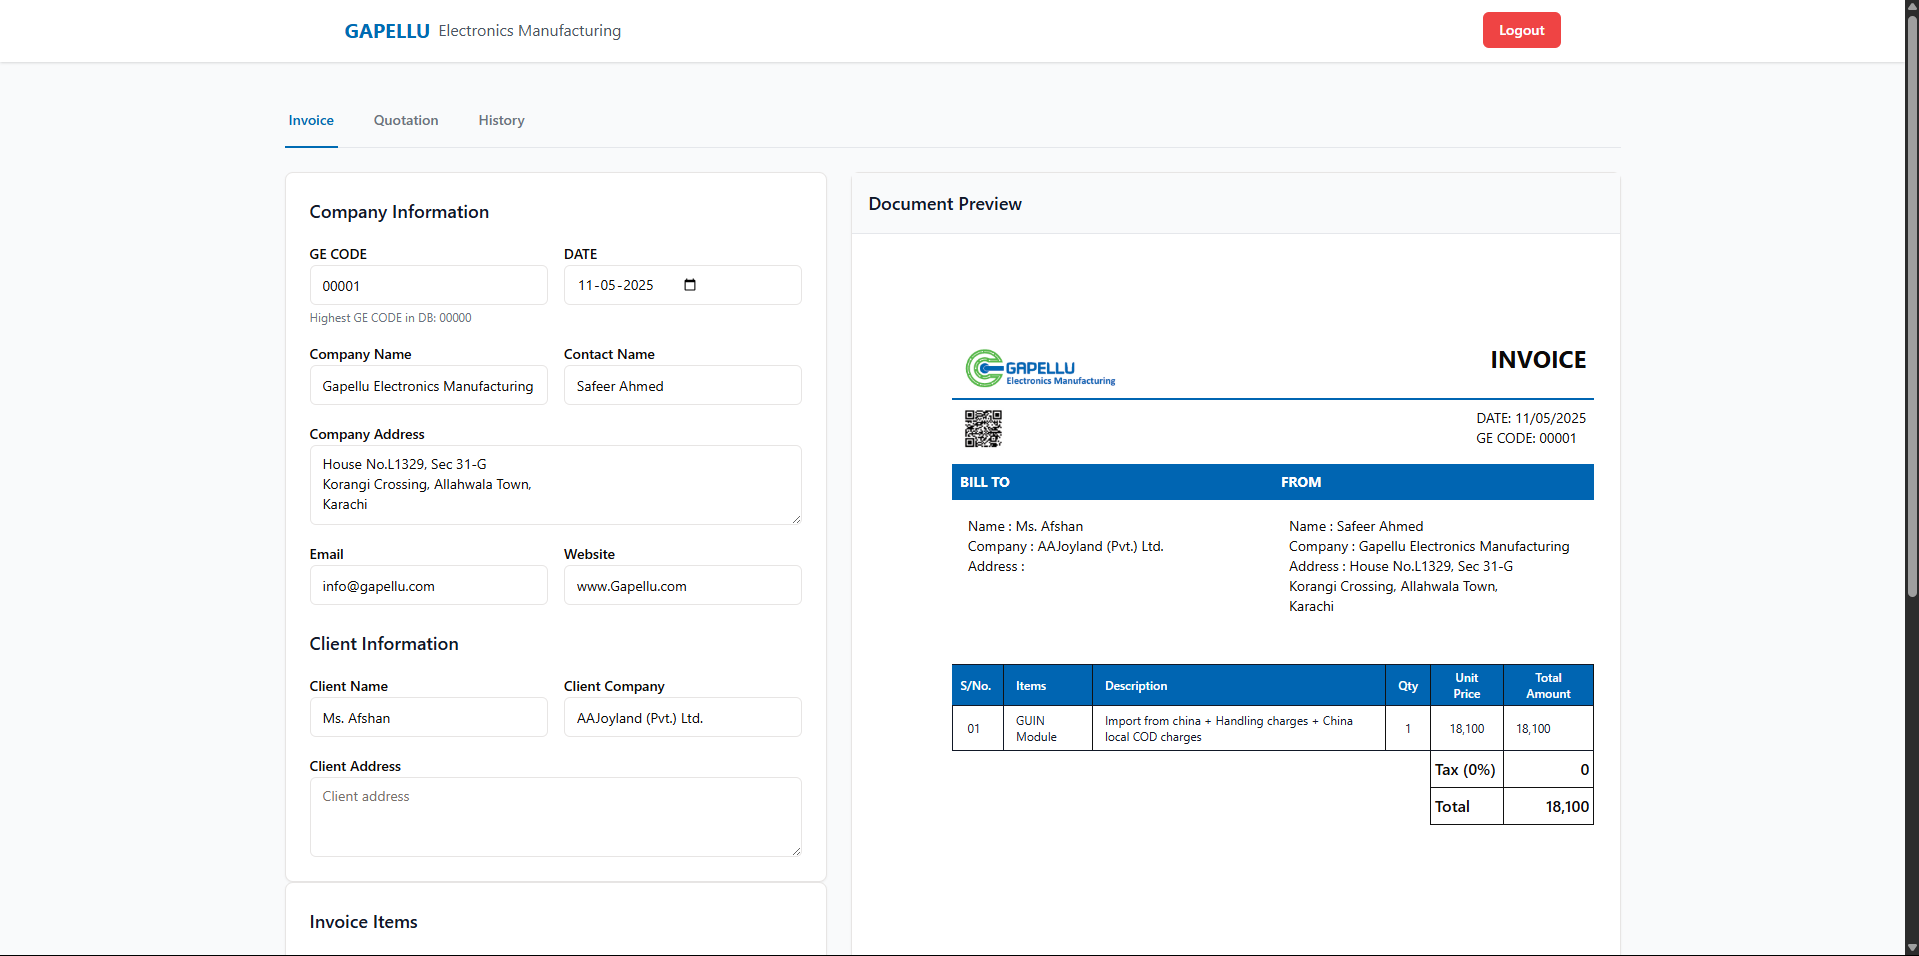 GAPELLU Electronics Manufacturing
Logout
Invoice
Quotation
History
Company Information
GE CODE
DATE
00001
11-05-2025
Highest GE CODE in DB: 00000
Company Name
Contact Name
Gapellu Electronics Manufacturing
Safeer Ahmed
Company Address
House No.L1329, Sec 31-G
Korangi Crossing, Allahwala Town,
Karachi
Email
Website
info@gapellu.com
www.Gapellu.com
Client Information
Client Name
Client Company
Ms. Afshan
AAJoyland (Pvt.) Ltd.
Client Address
Client address
Invoice Items
Document Preview
GAPELLU
Electronics Manufacturing
INVOICE
DATE: 11/05/2025
GE CODE: 00001
BILL TO
FROM
Name : Ms. Afshan
Company : AAJoyland (Pvt.) Ltd.
Address :
Name : Safeer Ahmed
Company : Gapellu Electronics Manufacturing
Address : House No.L1329, Sec 31-G
Korangi Crossing, Allahwala Town,
Karachi
S/No.
Items
Description
Qty
Unit
Price
Total
Amount
01
GUIN
Module
Import from china + Handling charges + China
local COD charges
1
18,100
18,100
Tax (0%)
0
Total
18,100